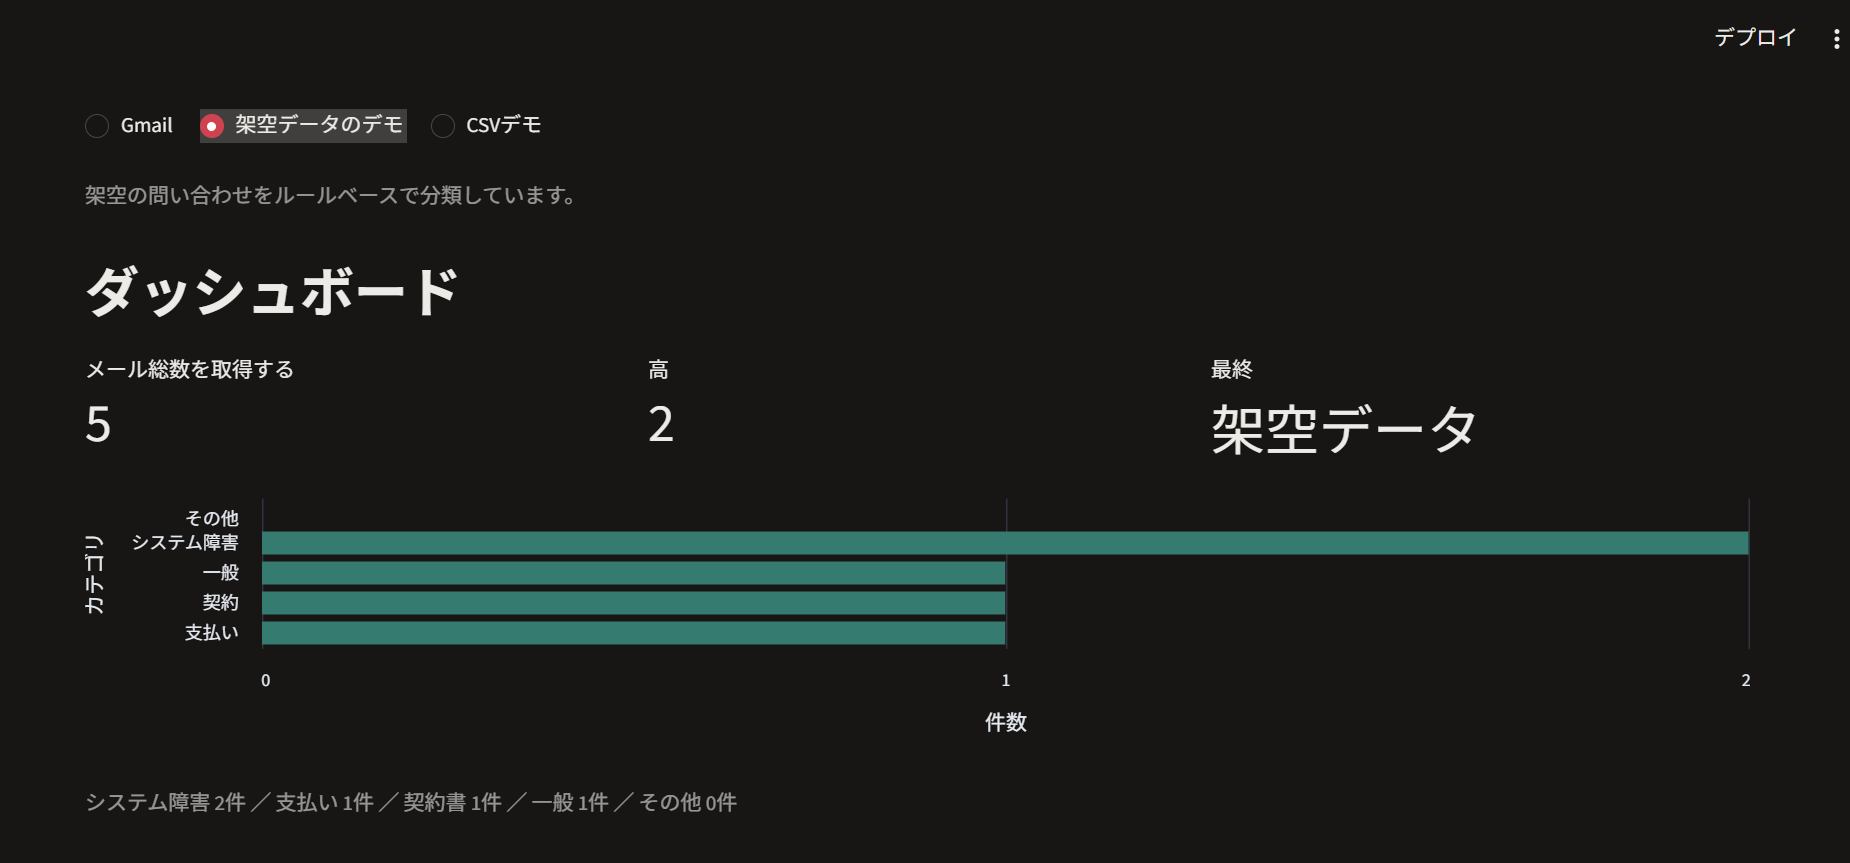 デプロイ
Gmail 架空データのデモ CSVデモ
架空の問い合わせをルールベースで分類しています。
ダッシュボード
メール総数を取得する 高 最終
5 2 架空データ
カテゴリ
その他
システム障害
一般
契約
支払い
0 1 2
件数
システム障害 2件 ／ 支払い 1件 ／ 契約書 1件 ／ 一般 1件 ／ その他 0件